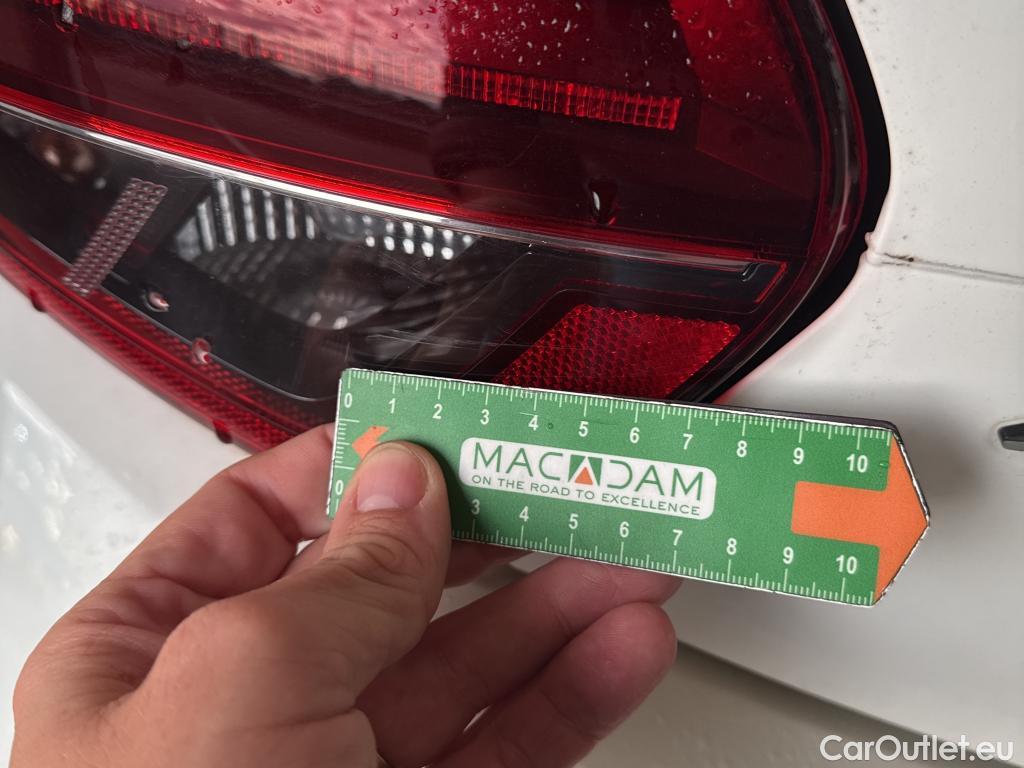 0 1 2 3 4 5 6 7 8 9 10
MACADAM
ON THE ROAD TO EXCELLENCE
0 3 4 5 6 7 8 9 10
CarOutlet.eu